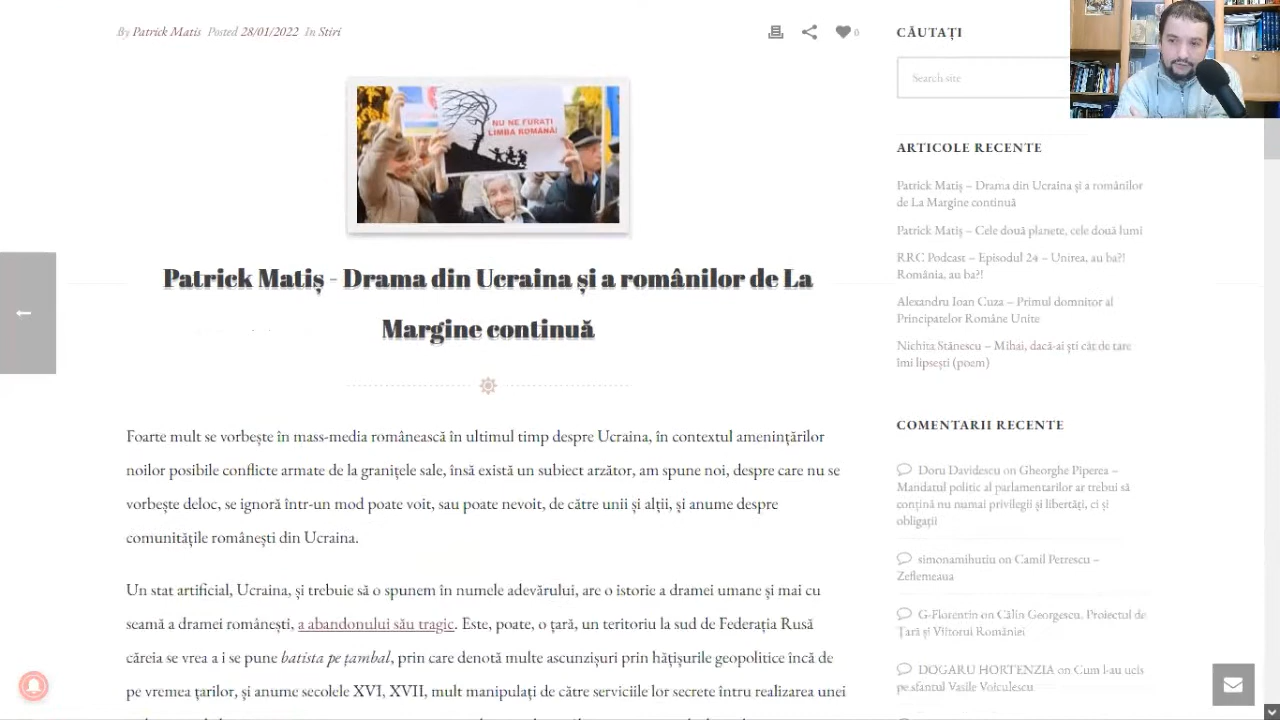 By Patrick Matis Posted 28/01/2022 In Stiri
0
NU NE FURAȚI
LIMBA ROMÂNĂ!
Patrick Matiș - Drama din Ucraina și a românilor de La
Margine continuă
Foarte mult se vorbește în mass-media românească în ultimul timp despre Ucraina, în contextul amenințărilor
noilor posibile conflicte armate de la granițele sale, însă există un subiect arzător, am spune noi, despre care nu se
vorbește deloc, se ignoră într-un mod poate voit, sau poate nevoit, de către unii și alții, și anume despre
comunitățile românești din Ucraina.
Un stat artificial, Ucraina, și trebuie să o spunem în numele adevărului, are o istorie a dramei umane și mai cu
seamă a dramei românești, a abandonului său tragic. Este, poate, o țară, un teritoriu la sud de Federația Rusă
căreia se vrea a i se pune batista pe țambal, prin care denotă multe ascunzișuri prin hățișurile geopolitice încă de
pe vremea țarilor, și anume secolele XVI, XVII, mult manipulați de către serviciile lor secrete întru realizarea unei
CĂUTAȚI
Search site
ARTICOLE RECENTE
Patrick Matiș – Drama din Ucraina și a românilor
de La Margine continuă
Patrick Matiș – Cele două planete, cele două lumi
RRC Podcast – Episodul 24 – Unirea, au ba?!
România, au ba?!
Alexandru Ioan Cuza – Primul domnitor al
Principatelor Române Unite
Nichita Stănescu – Mihai, dacă-ai ști cât de tare
îmi lipsești (poem)
COMENTARII RECENTE
Doru Davidescu on Gheorghe Piperea –
Mandatul politic al parlamentarilor ar trebui să
conțină nu numai privilegii și libertăți, ci și
obligații
simonamihutiu on Camil Petrescu –
Zeflemeaua
G-Florentin on Călin Georgescu. Proiectul de
Țară și Viitorul României
DOGARU HORTENZIA on Cum l-au ucis
pe sfantul Vasile Voiculescu